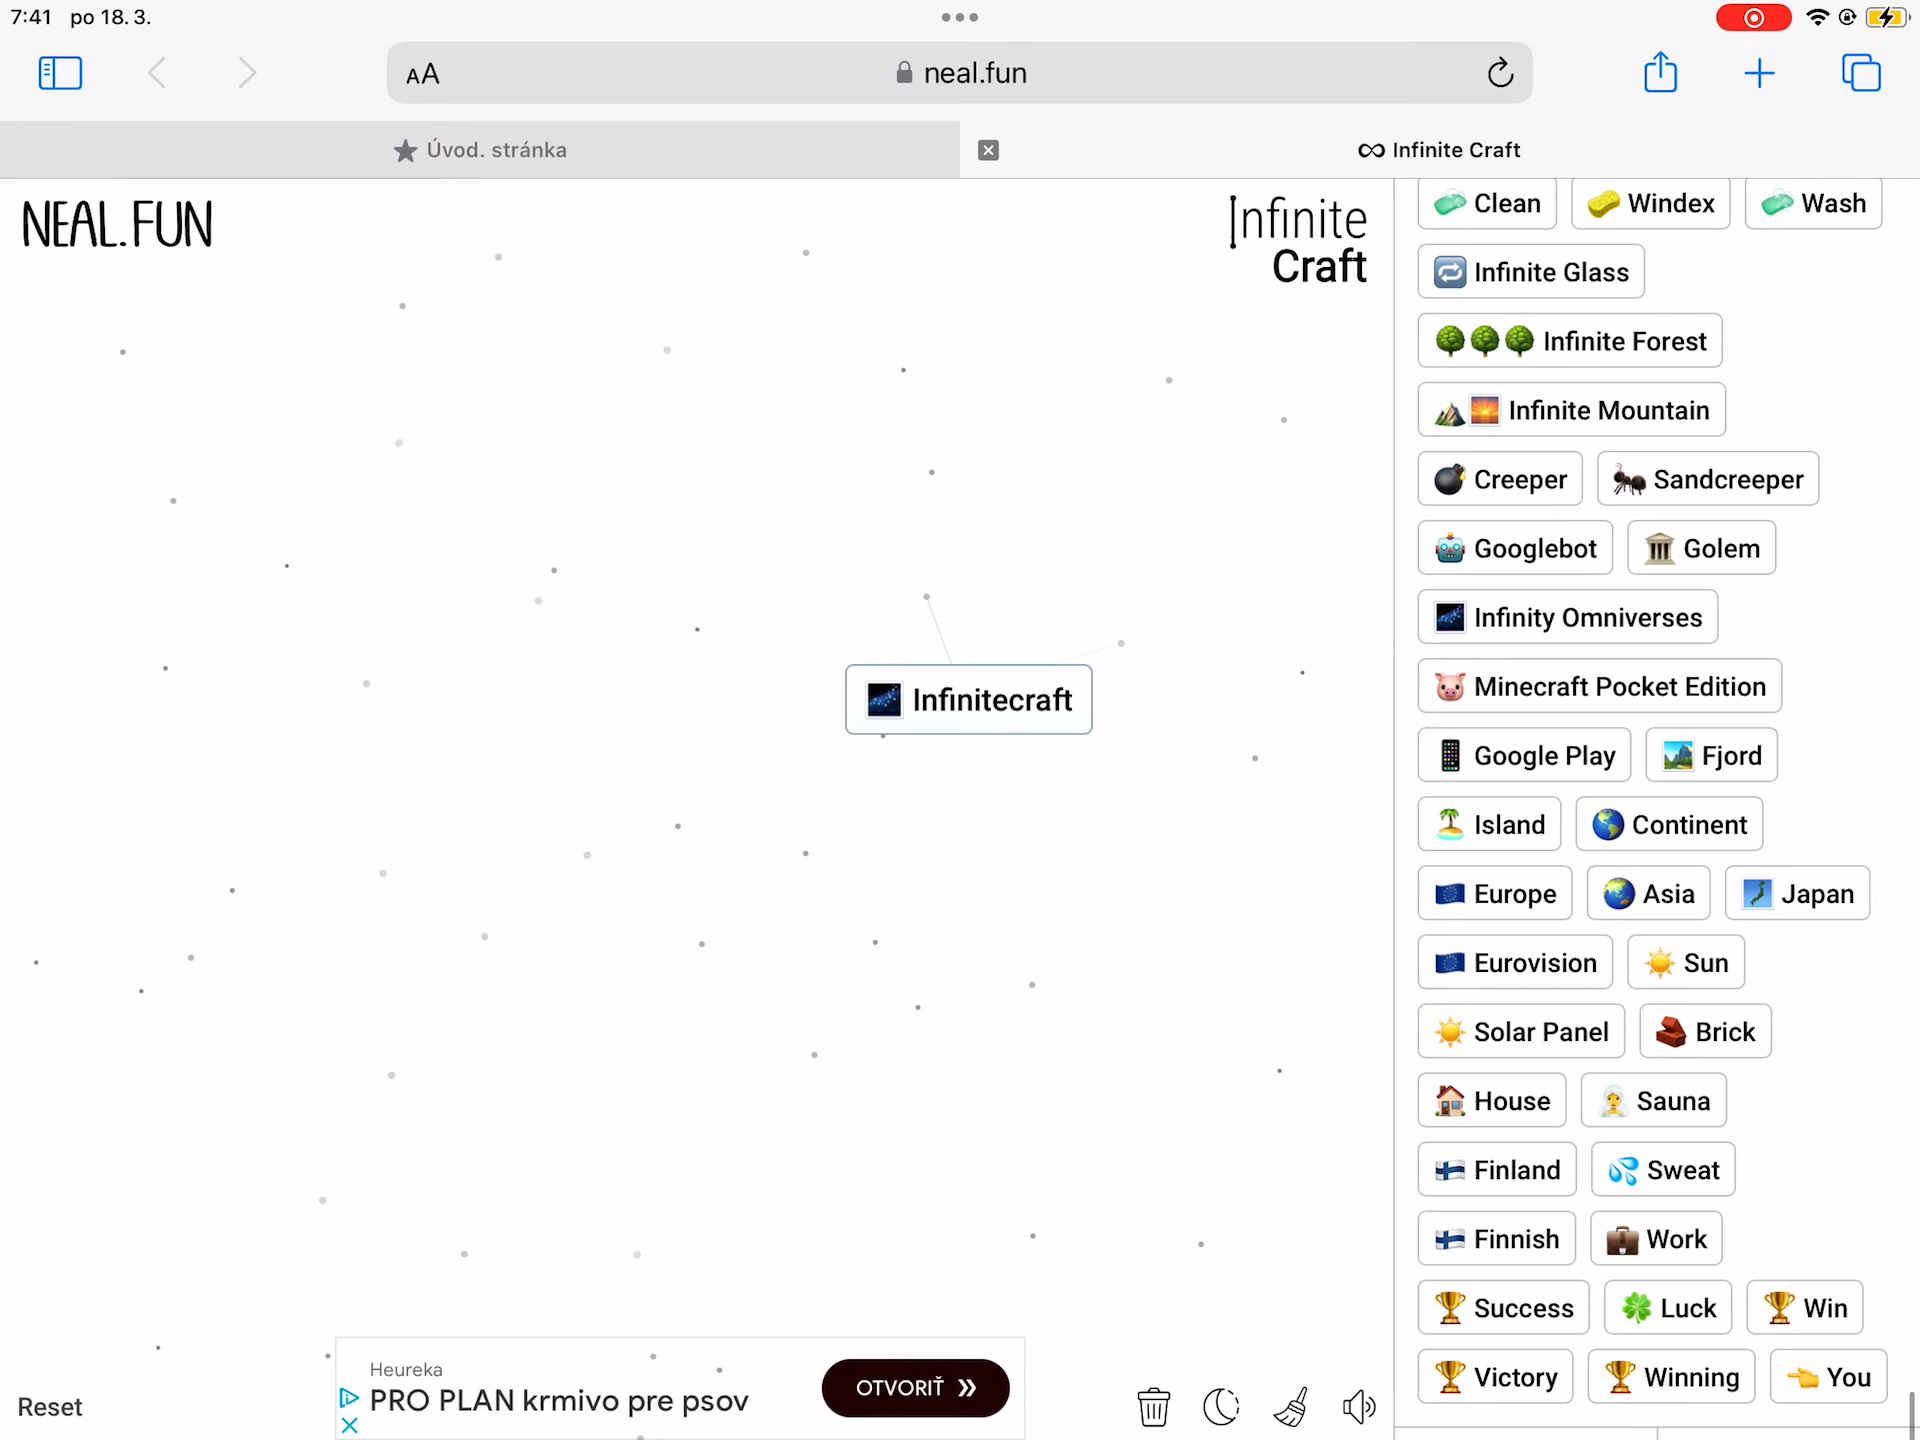 7:41 po 18. 3.
AA neal.fun
Úvod. stránka
Infinite Craft
NEAL.FUN
Infinite
Craft
Clean Windex Wash
Infinite Glass
Infinite Forest
Infinite Mountain
Creeper Sandcreeper
Googlebot Golem
Infinity Omniverses
Infinitecraft
Minecraft Pocket Edition
Google Play Fjord
Island Continent
Europe Asia Japan
Eurovision Sun
Solar Panel Brick
House Sauna
Finland Sweat
Finnish Work
Success Luck Win
Victory Winning You
Heureka
PRO PLAN krmivo pre psov
OTVORIŤ
Reset